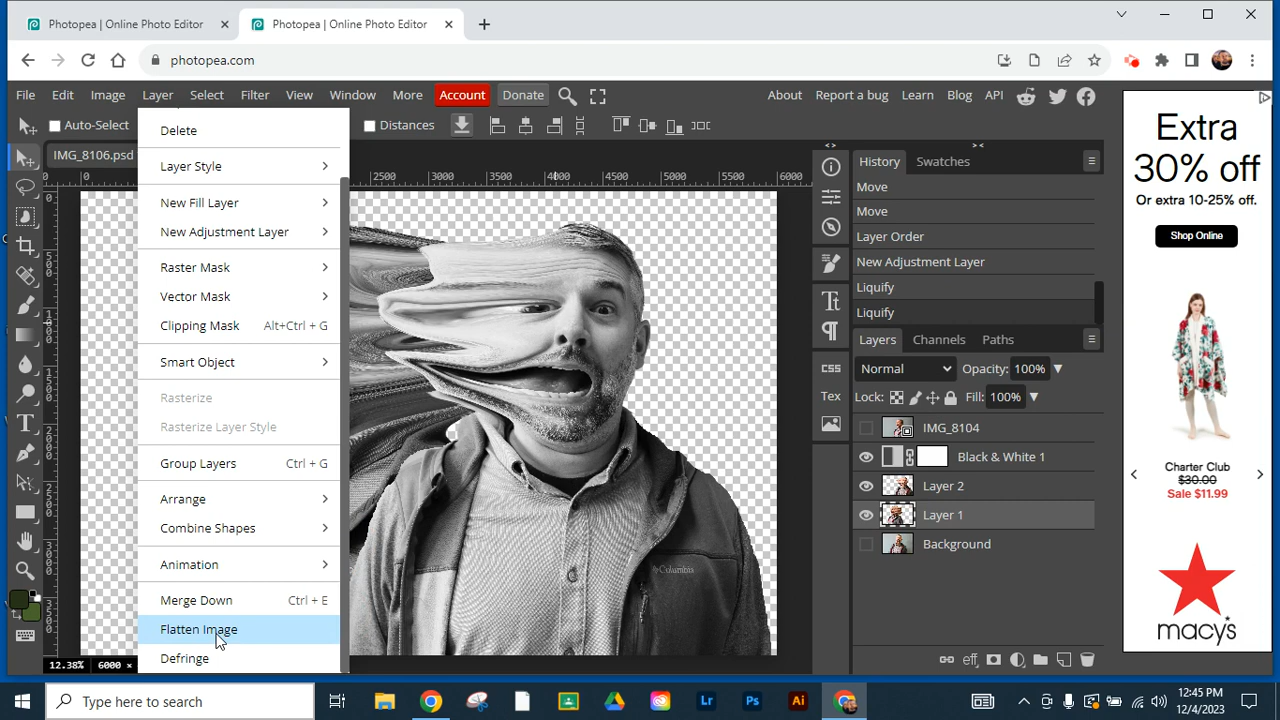 Photopea | Online Photo Editor
Photopea | Online Photo Editor
photopea.com
File Edit Image Layer Select Filter View Window More Account Donate
About Report a bug Learn Blog API
Auto-Select
Distances
IMG_8106.psd
Delete
Layer Style
New Fill Layer
New Adjustment Layer
Raster Mask
Vector Mask
Clipping Mask Alt+Ctrl + G
Smart Object
Rasterize
Rasterize Layer Style
Group Layers Ctrl + G
Arrange
Combine Shapes
Animation
Merge Down Ctrl + E
Flatten Image
Defringe
0 2500 3000 3500 4000 4500 5000 5500 6000
Columbia
12.38% 6000 ×
History Swatches
Move
Move
Layer Order
New Adjustment Layer
Liquify
Liquify
Layers Channels Paths
CSS
Tex
Normal Opacity: 100%
Lock: Fill: 100%
IMG_8104
Black & White 1
Layer 2
Layer 1
Background
eff
Extra
30% off
Or extra 10-25% off.
Shop Online
Charter Club
$30.00
Sale $11.99
macy's
Type here to search
Lr Ps Ai
12:45 PM
12/4/2023